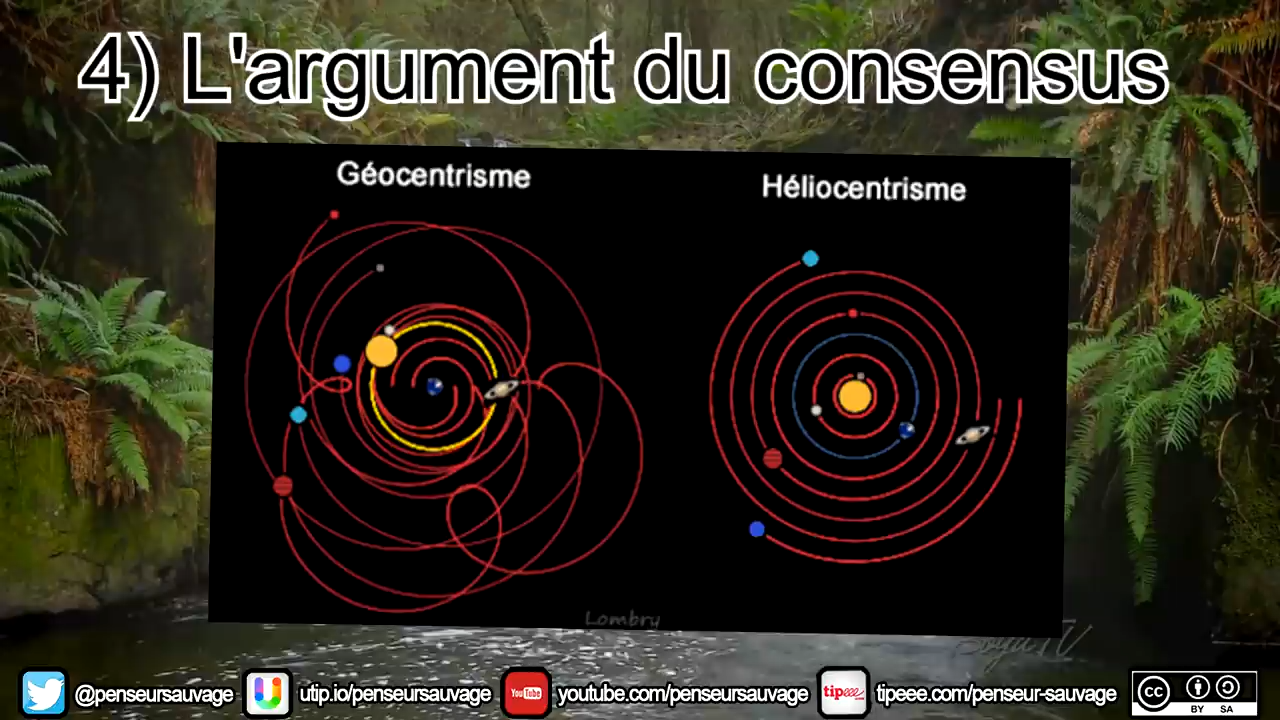 4) L'argument du consensus
Géocentrisme
Héliocentrisme
Lombry
@penseursauvage
utip.io/penseursauvage
YouTube
youtube.com/penseursauvage
tipeee
tipeee.com/penseur-sauvage
cc
BY SA